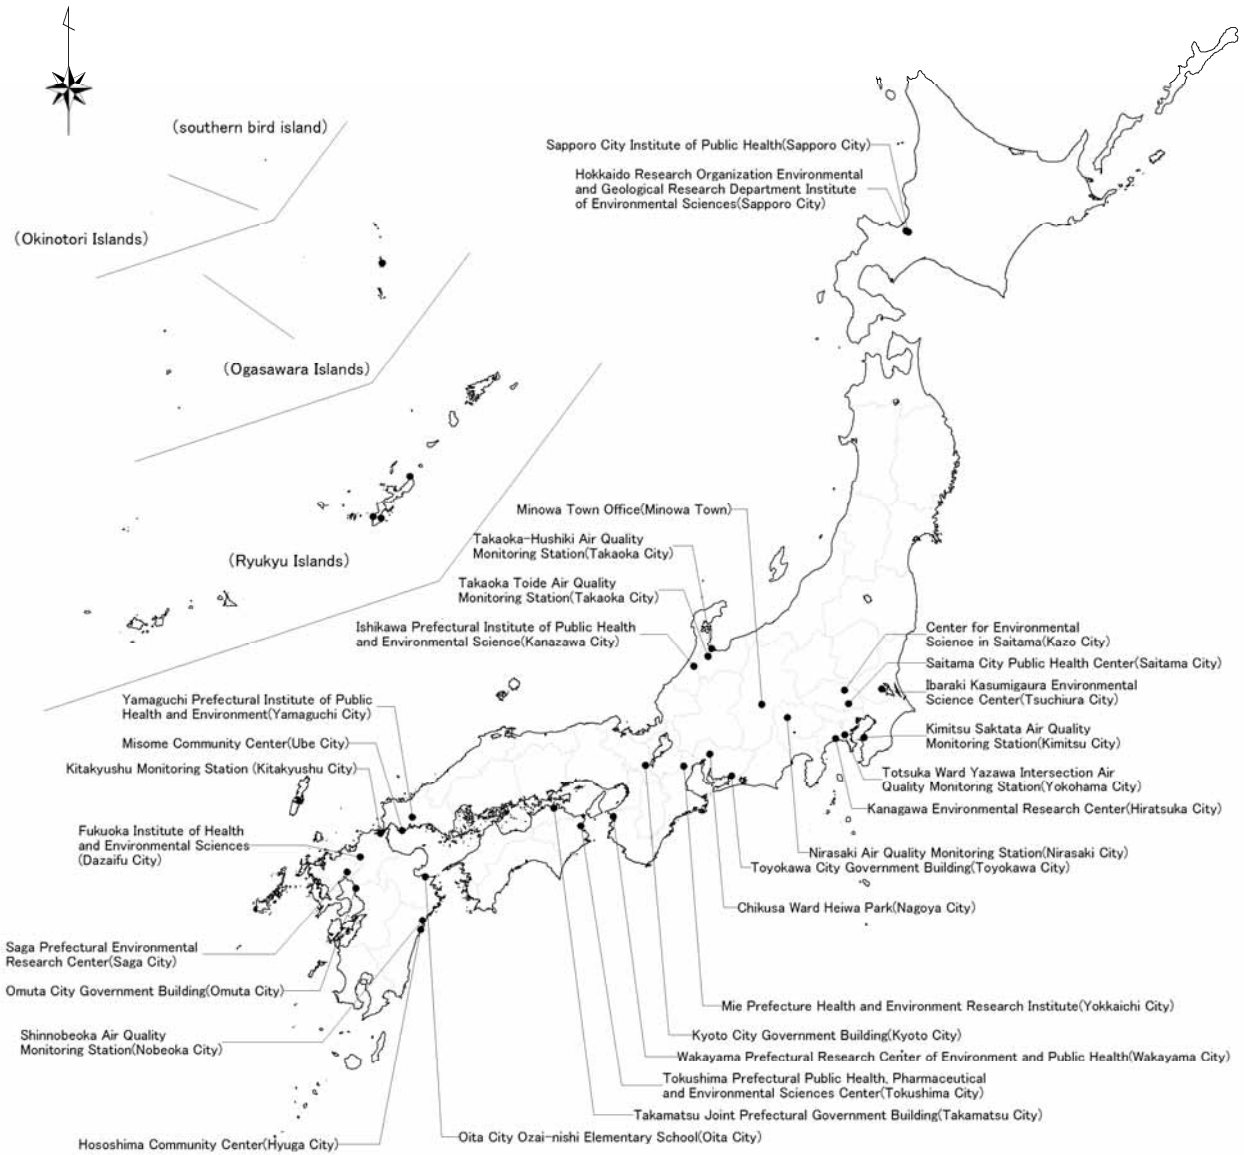 (southern bird island)
Sapporo City Institute of Public Health(Sapporo City)
Hokkaido Research Organization Environmental
and Geological Research Department Institute
of Environmental Sciences(Sapporo City)
(Okinotori Islands)
(Ogasawara Islands)
Minowa Town Office(Minowa Town)
Takaoka-Hushiki Air Quality
Monitoring Station(Takaoka City)
(Ryukyu Islands)
Takaoka Toide Air Quality
Monitoring Station(Takaoka City)
Ishikawa Prefectural Institute of Public Health
and Environmental Science(Kanazawa City)
Center for Environmental
Science in Saitama(Kazo City)
Saitama City Public Health Center(Saitama City)
Ibaraki Kasumigaura Environmental
Science Center(Tsuchiura City)
Yamaguchi Prefectural Institute of Public
Health and Environment(Yamaguchi City)
Kimitsu Saktata Air Quality
Monitoring Station(Kimitsu City)
Misome Community Center(Ube City)
Kitakyushu Monitoring Station (Kitakyushu City)
Totsuka Ward Yazawa Intersection Air
Quality Monitoring Station(Yokohama City)
Kanagawa Environmental Research Center(Hiratsuka City)
Fukuoka Institute of Health
and Environmental Sciences
(Dazaifu City)
Nirasaki Air Quality Monitoring Station(Nirasaki City)
Toyokawa City Government Building(Toyokawa City)
Chikusa Ward Heiwa Park(Nagoya City)
Saga Prefectural Environmental
Research Center(Saga City)
Omuta City Government Building(Omuta City)
Mie Prefecture Health and Environment Research Institute(Yokkaichi City)
Shinnobeoka Air Quality
Monitoring Station(Nobeoka City)
Kyoto City Government Building(Kyoto City)
Wakayama Prefectural Research Center of Environment and Public Health(Wakayama City)
Tokushima Prefectural Public Health, Pharmaceutical
and Environmental Sciences Center(Tokushima City)
Takamatsu Joint Prefectural Government Building(Takamatsu City)
Oita City Ozai-nishi Elementary School(Oita City)
Hososhima Community Center(Hyuga City)